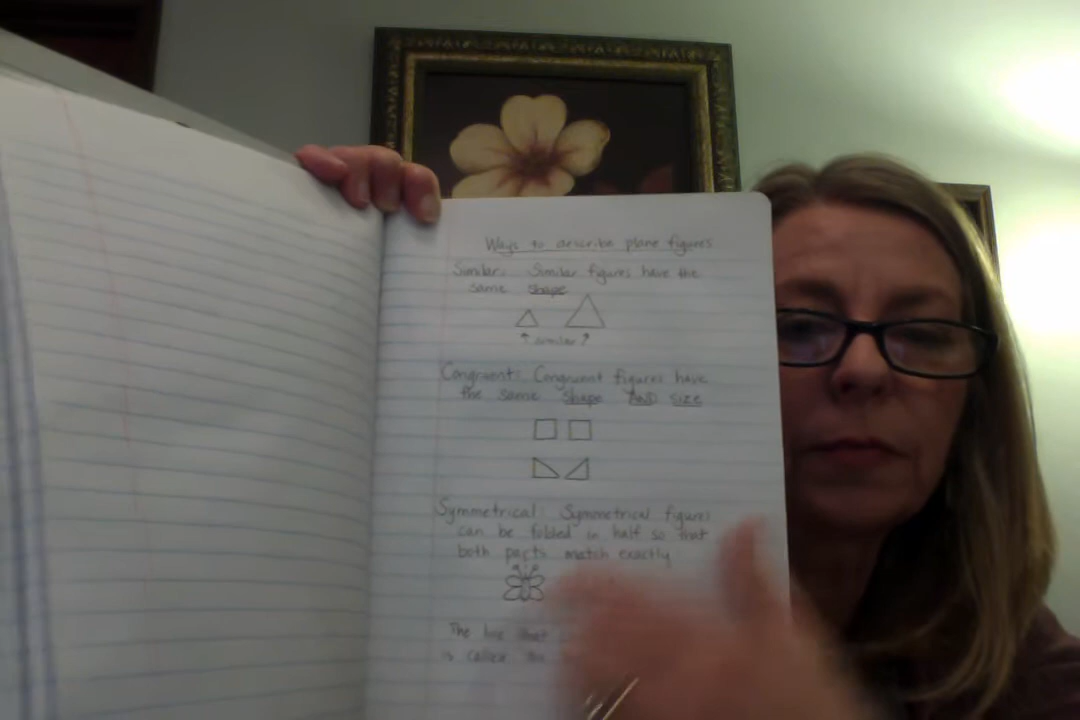 Ways to describe plane figures
Similar: Similar figures have the
same shape
↑ similar ↑
Congruent: Congruent figures have
the same shape AND size
Symmetrical: Symmetrical figures
can be folded in half so that
both parts match exactly
The line that
is called